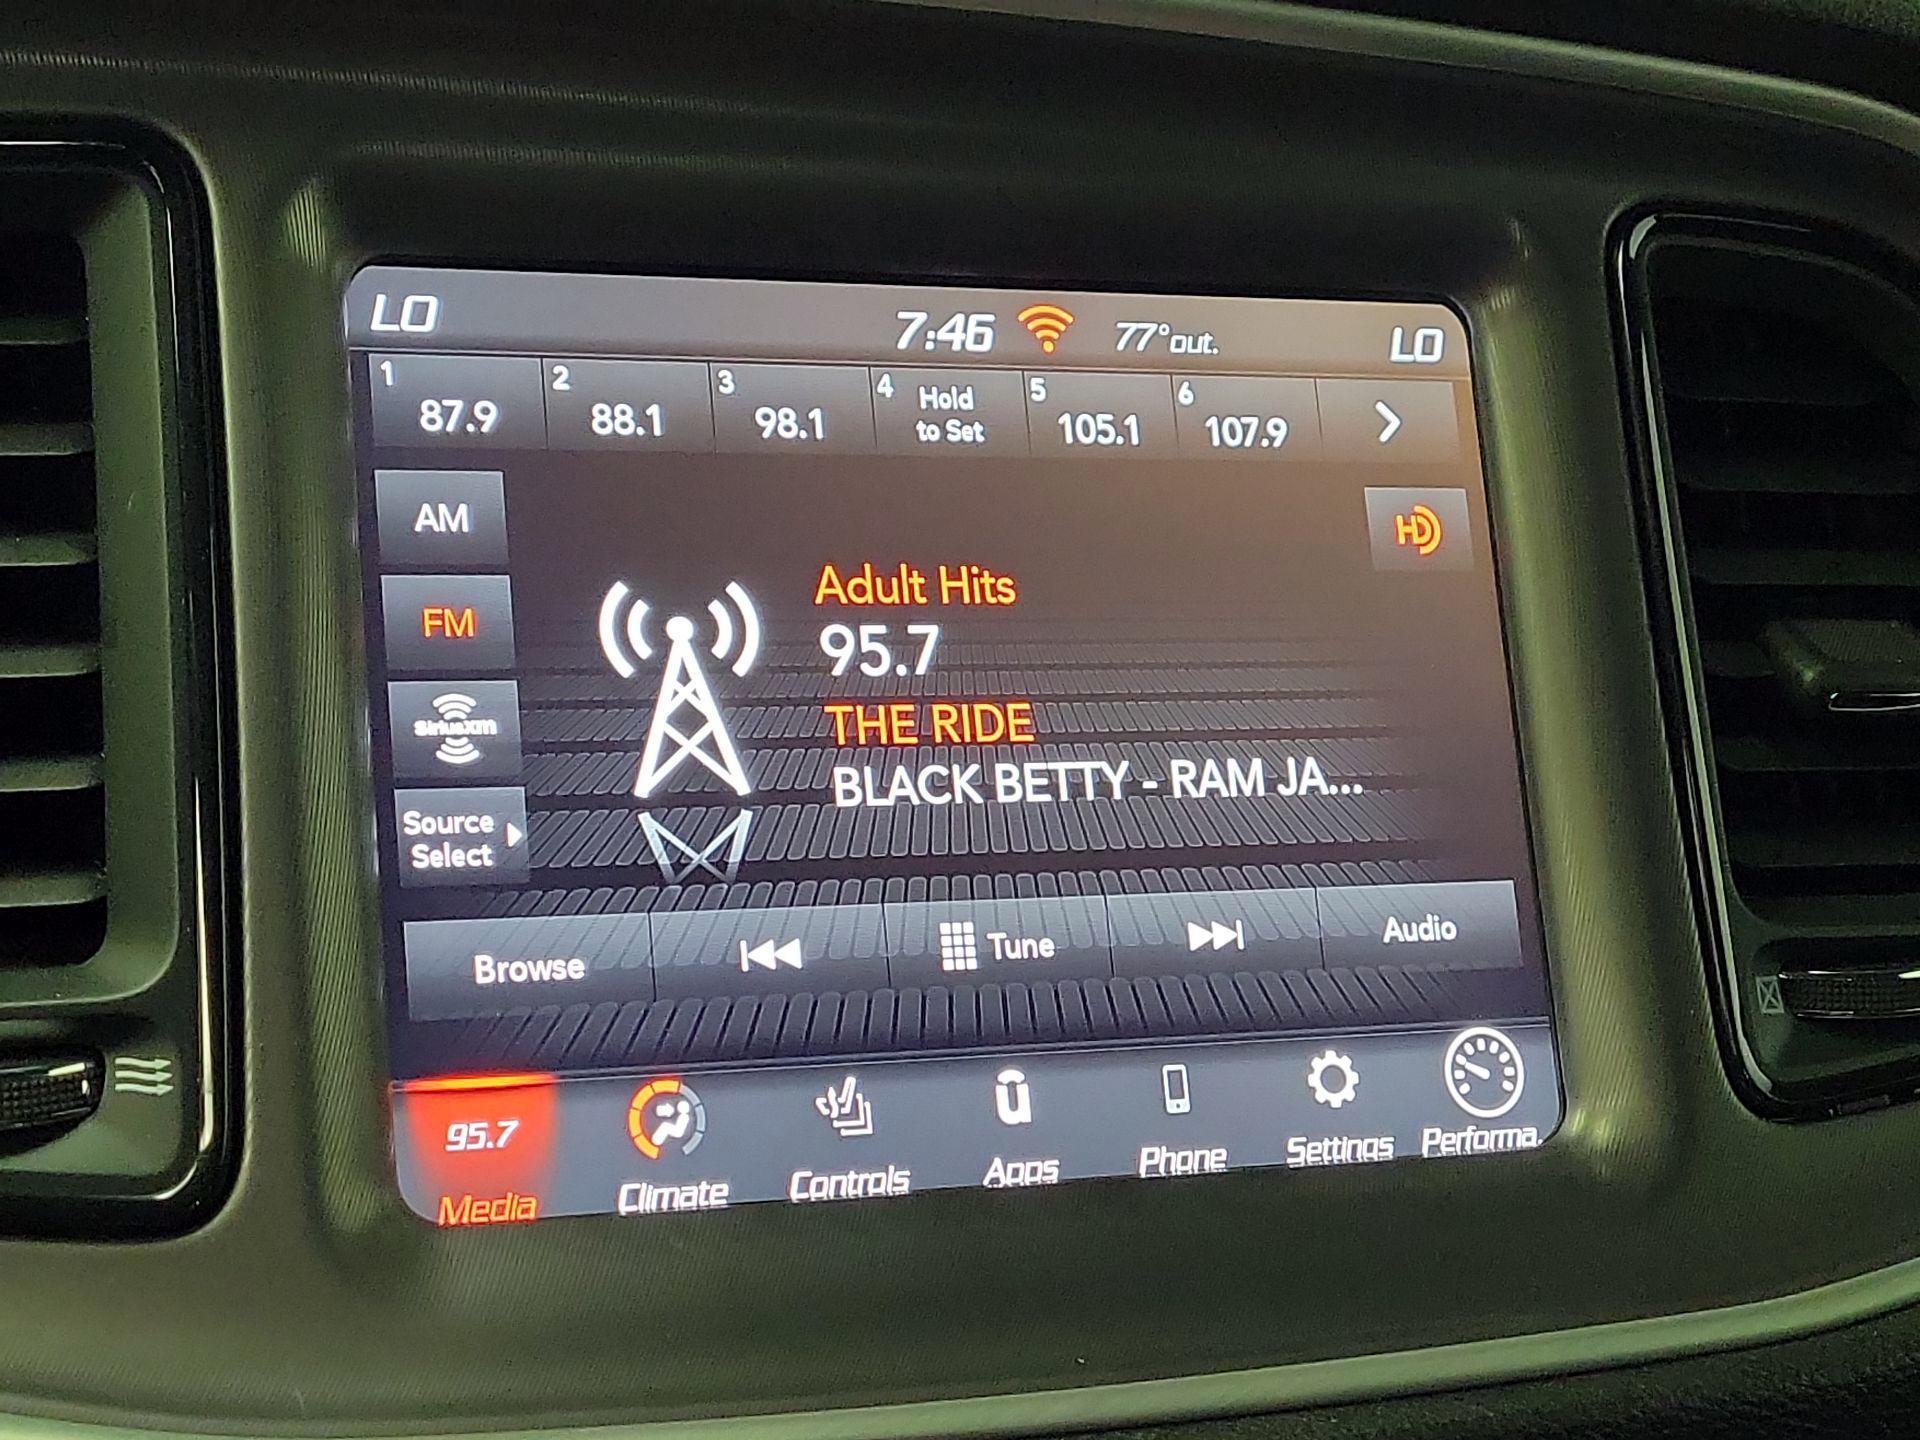 LO 7:46 77°out. LO
1 87.9 2 88.1 3 98.1 4 Hold to Set 5 105.1 6 107.9
AM
HD
FM
SiriusXM
Source
Select
Adult Hits
95.7
THE RIDE
BLACK BETTY - RAM JA...
Browse Tune Audio
95.7
Media Climate Controls Apps Phone Settings Performa.